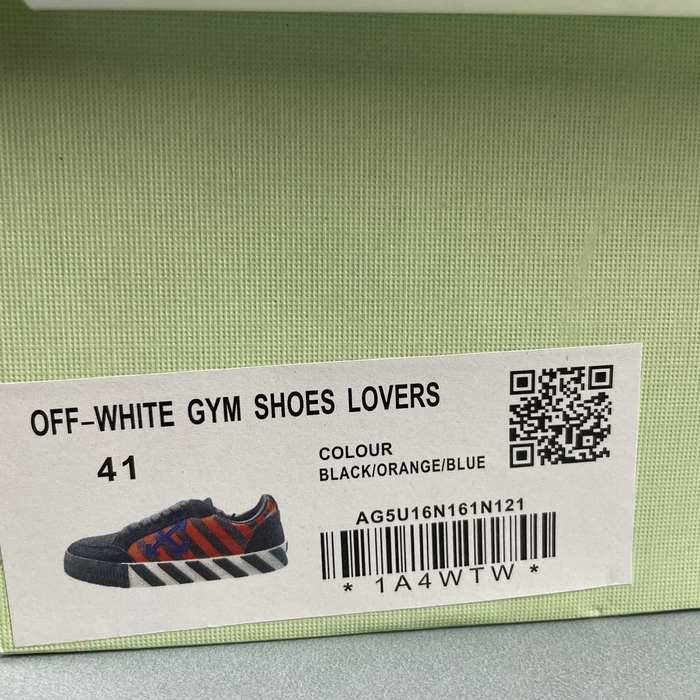 OFF-WHITE GYM SHOES LOVERS
41
COLOUR
BLACK/ORANGE/BLUE
AG5U16N161N121
* 1A4WTW *